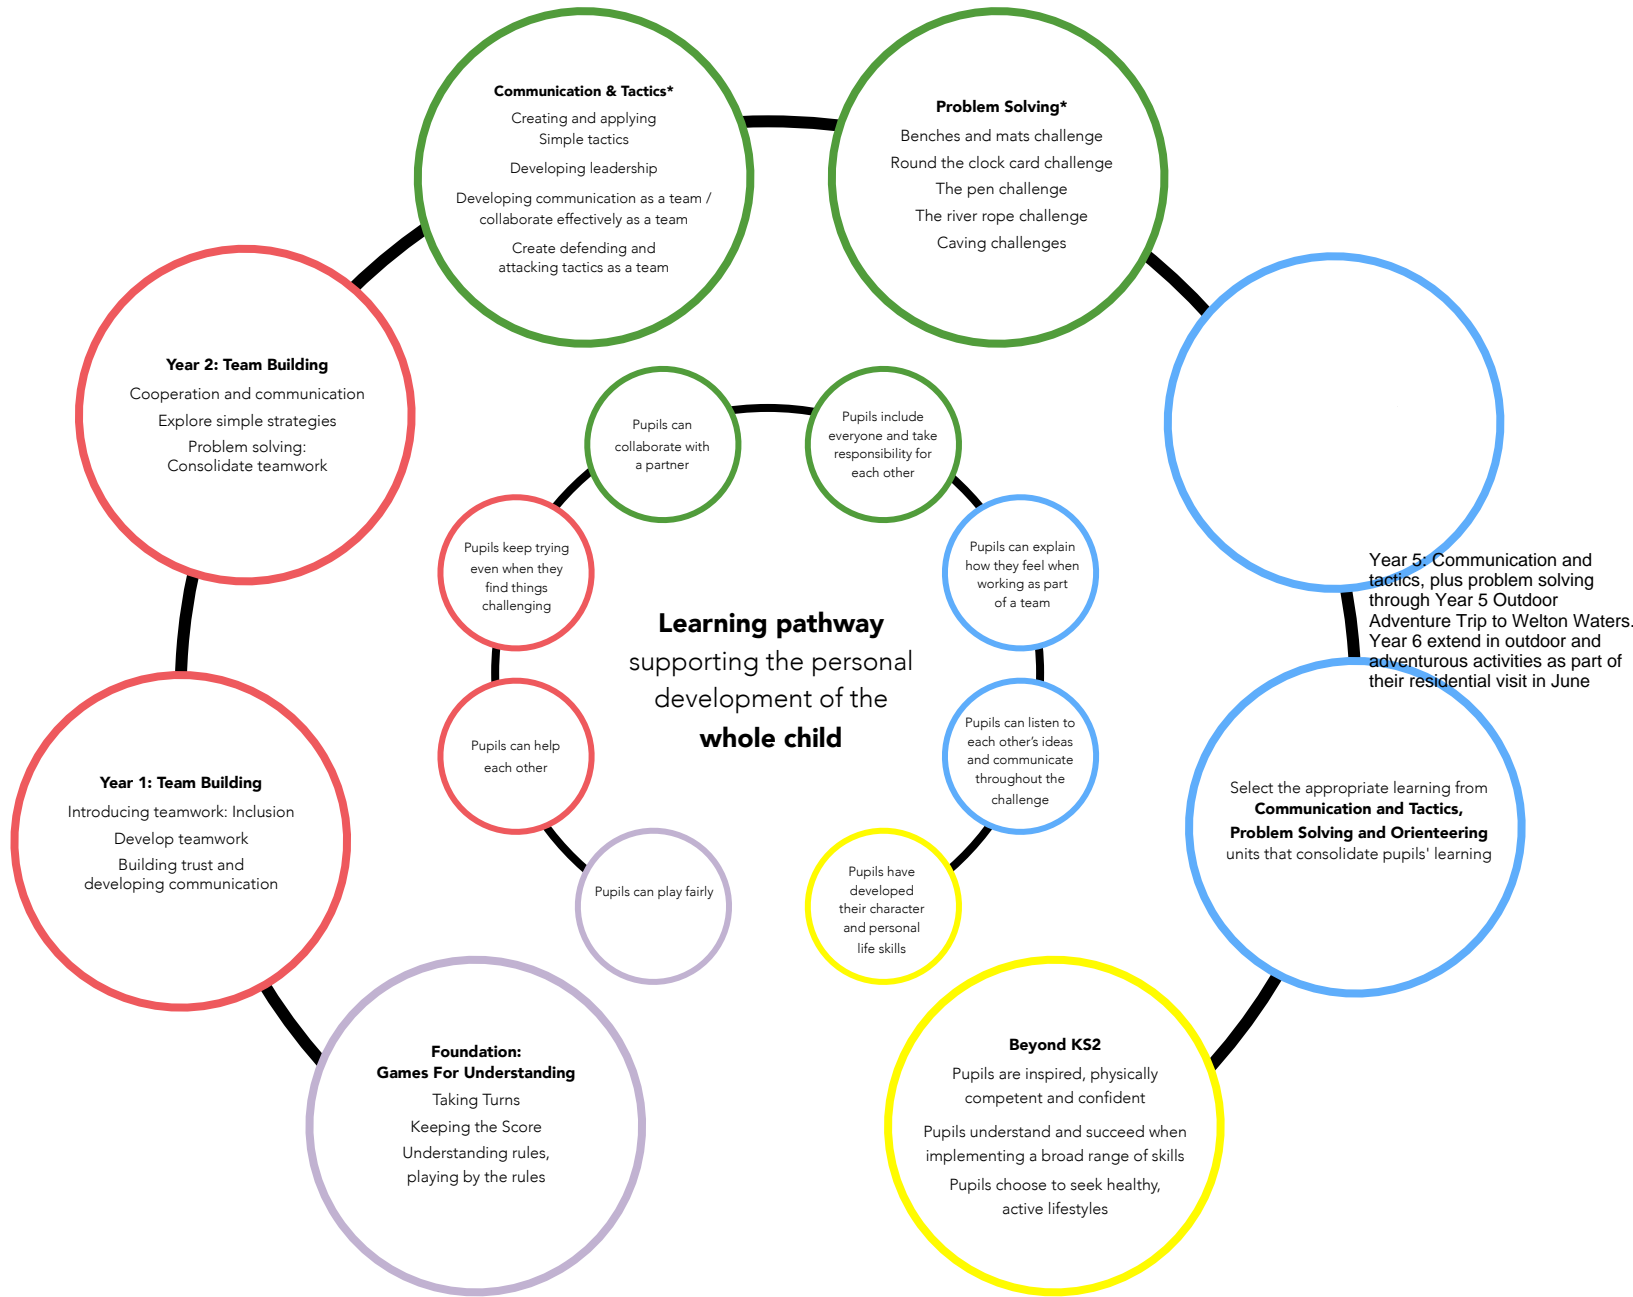 Communication & Tactics*
Creating and applying
Simple tactics
Developing leadership
Developing communication as a team /
collaborate effectively as a team
Create defending and
attacking tactics as a team
Problem Solving*
Benches and mats challenge
Round the clock card challenge
The pen challenge
The river rope challenge
Caving challenges
Year 2: Team Building
Cooperation and communication
Explore simple strategies
Problem solving:
Consolidate teamwork
Pupils can
collaborate with
a partner
Pupils include
everyone and take
responsibility for
each other
Pupils keep trying
even when they
find things
challenging
Pupils can explain
how they feel when
working as part
of a team
Year 5: Communication and
tactics, plus problem solving
through Year 5 Outdoor
Adventure Trip to Welton Waters.
Year 6 extend in outdoor and
adventurous activities as part of
their residential visit in June
Learning pathway
supporting the personal
development of the
whole child
Pupils can help
each other
Pupils can listen to
each other's ideas
and communicate
throughout the
challenge
Year 1: Team Building
Introducing teamwork: Inclusion
Develop teamwork
Building trust and
developing communication
Select the appropriate learning from
Communication and Tactics,
Problem Solving and Orienteering
units that consolidate pupils' learning
Pupils can play fairly
Pupils have
developed
their character
and personal
life skills
Foundation:
Games For Understanding
Taking Turns
Keeping the Score
Understanding rules,
playing by the rules
Beyond KS2
Pupils are inspired, physically
competent and confident
Pupils understand and succeed when
implementing a broad range of skills
Pupils choose to seek healthy,
active lifestyles